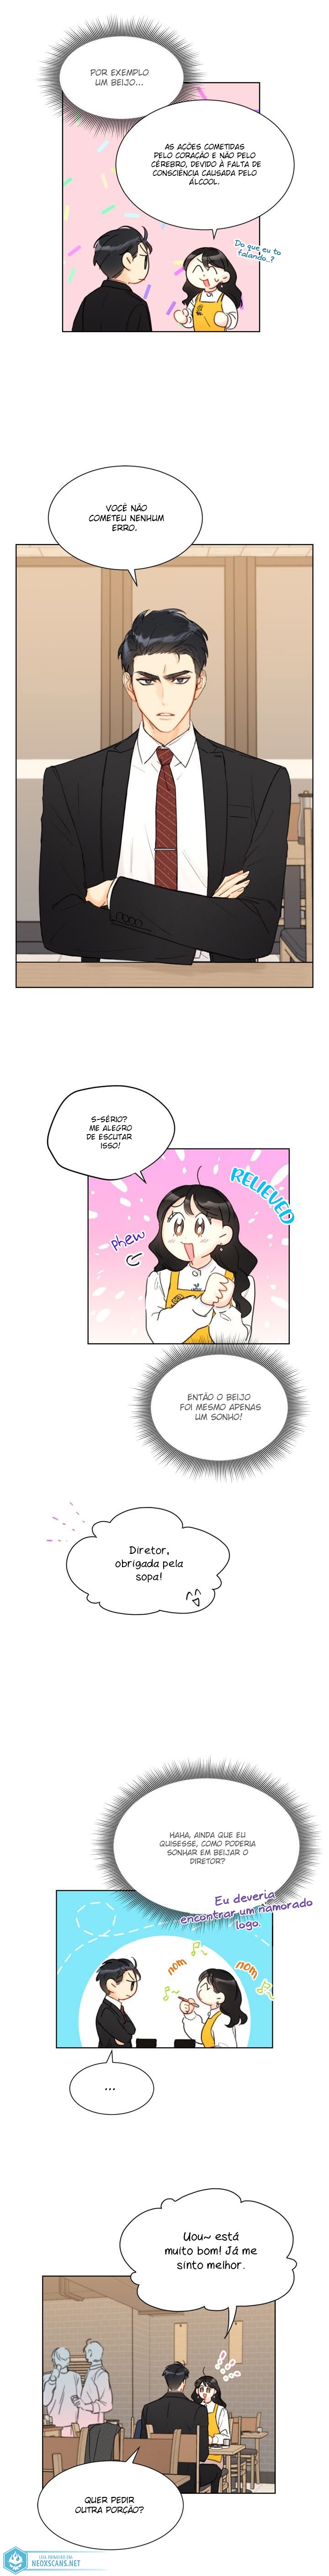 POR EXEMPLO
UM BEIJO...
AS AÇÕES COMETIDAS
PELO CORAÇÃO E NÃO PELO
CÉREBRO, DEVIDO À FALTA DE
CONSCIÊNCIA CAUSADA PELO
ÁLCOOL.
Do que eu to
falando..?
VOCÊ NÃO
COMETEU NENHUM
ERRO.
S-SÉRIO?
ME ALEGRO
DE ESCUTAR
ISSO!
RELIEVED
phew
ENTÃO O BEIJO
FOI MESMO APENAS
UM SONHO!
Diretor,
obrigada pela
sopa!
HAHA, AINDA QUE EU
QUISESSE, COMO PODERIA
SONHAR EM BEIJAR O
DIRETOR?
Eu deveria
encontrar um namorado
logo.
nom
nom
...
Uou~ está
muito bom! Já me
sinto melhor.
QUER PEDIR
OUTRA PORÇÃO?
LEIA PRIMEIRO EM
NEOXSCANS.NET